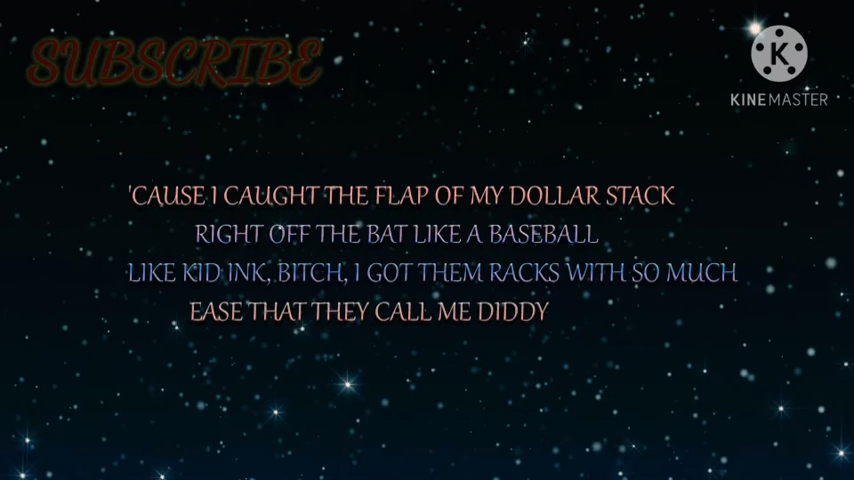 SUBSCRIBE
K
KINEMASTER
'CAUSE I CAUGHT THE FLAP OF MY DOLLAR STACK
RIGHT OFF THE BAT LIKE A BASEBALL
LIKE KID INK, BITCH, I GOT THEM RACKS WITH SO MUCH
EASE THAT THEY CALL ME DIDDY